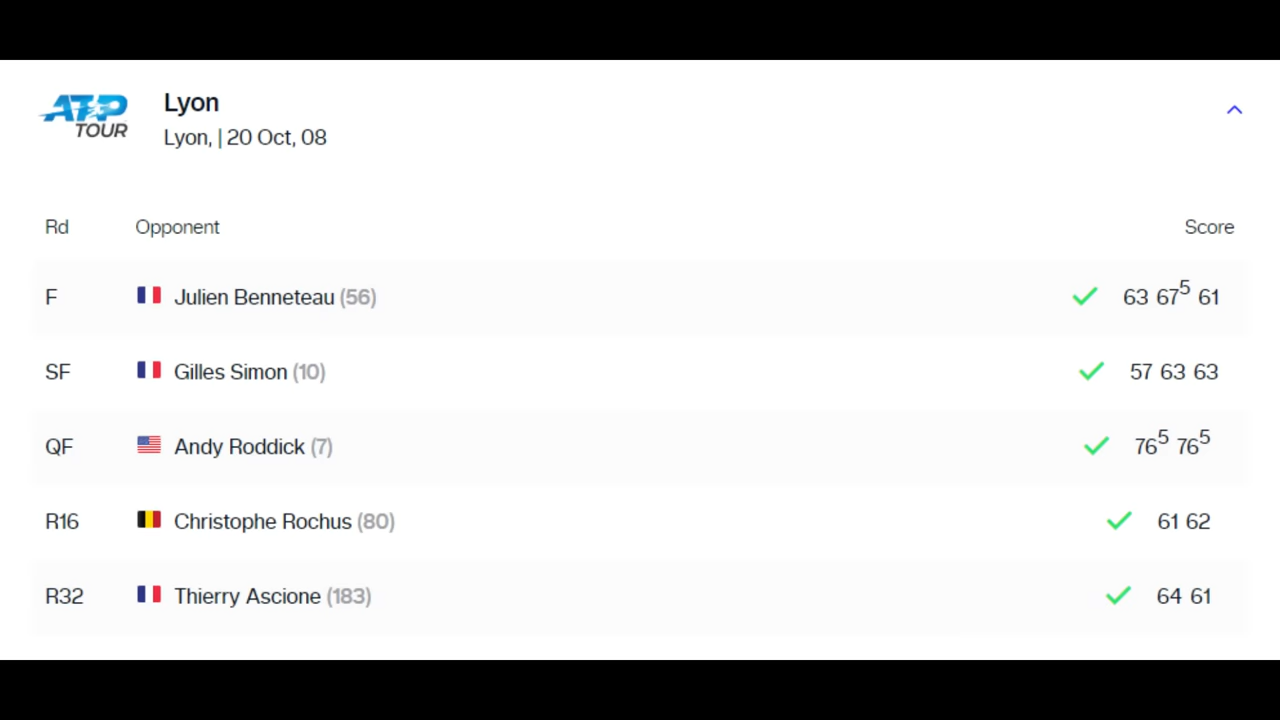 ATP TOUR
Lyon
Lyon, | 20 Oct, 08
Rd Opponent Score
F Julien Benneteau (56) 63 67⁵ 61
SF Gilles Simon (10) 57 63 63
QF Andy Roddick (7) 76⁵ 76⁵
R16 Christophe Rochus (80) 61 62
R32 Thierry Ascione (183) 64 61